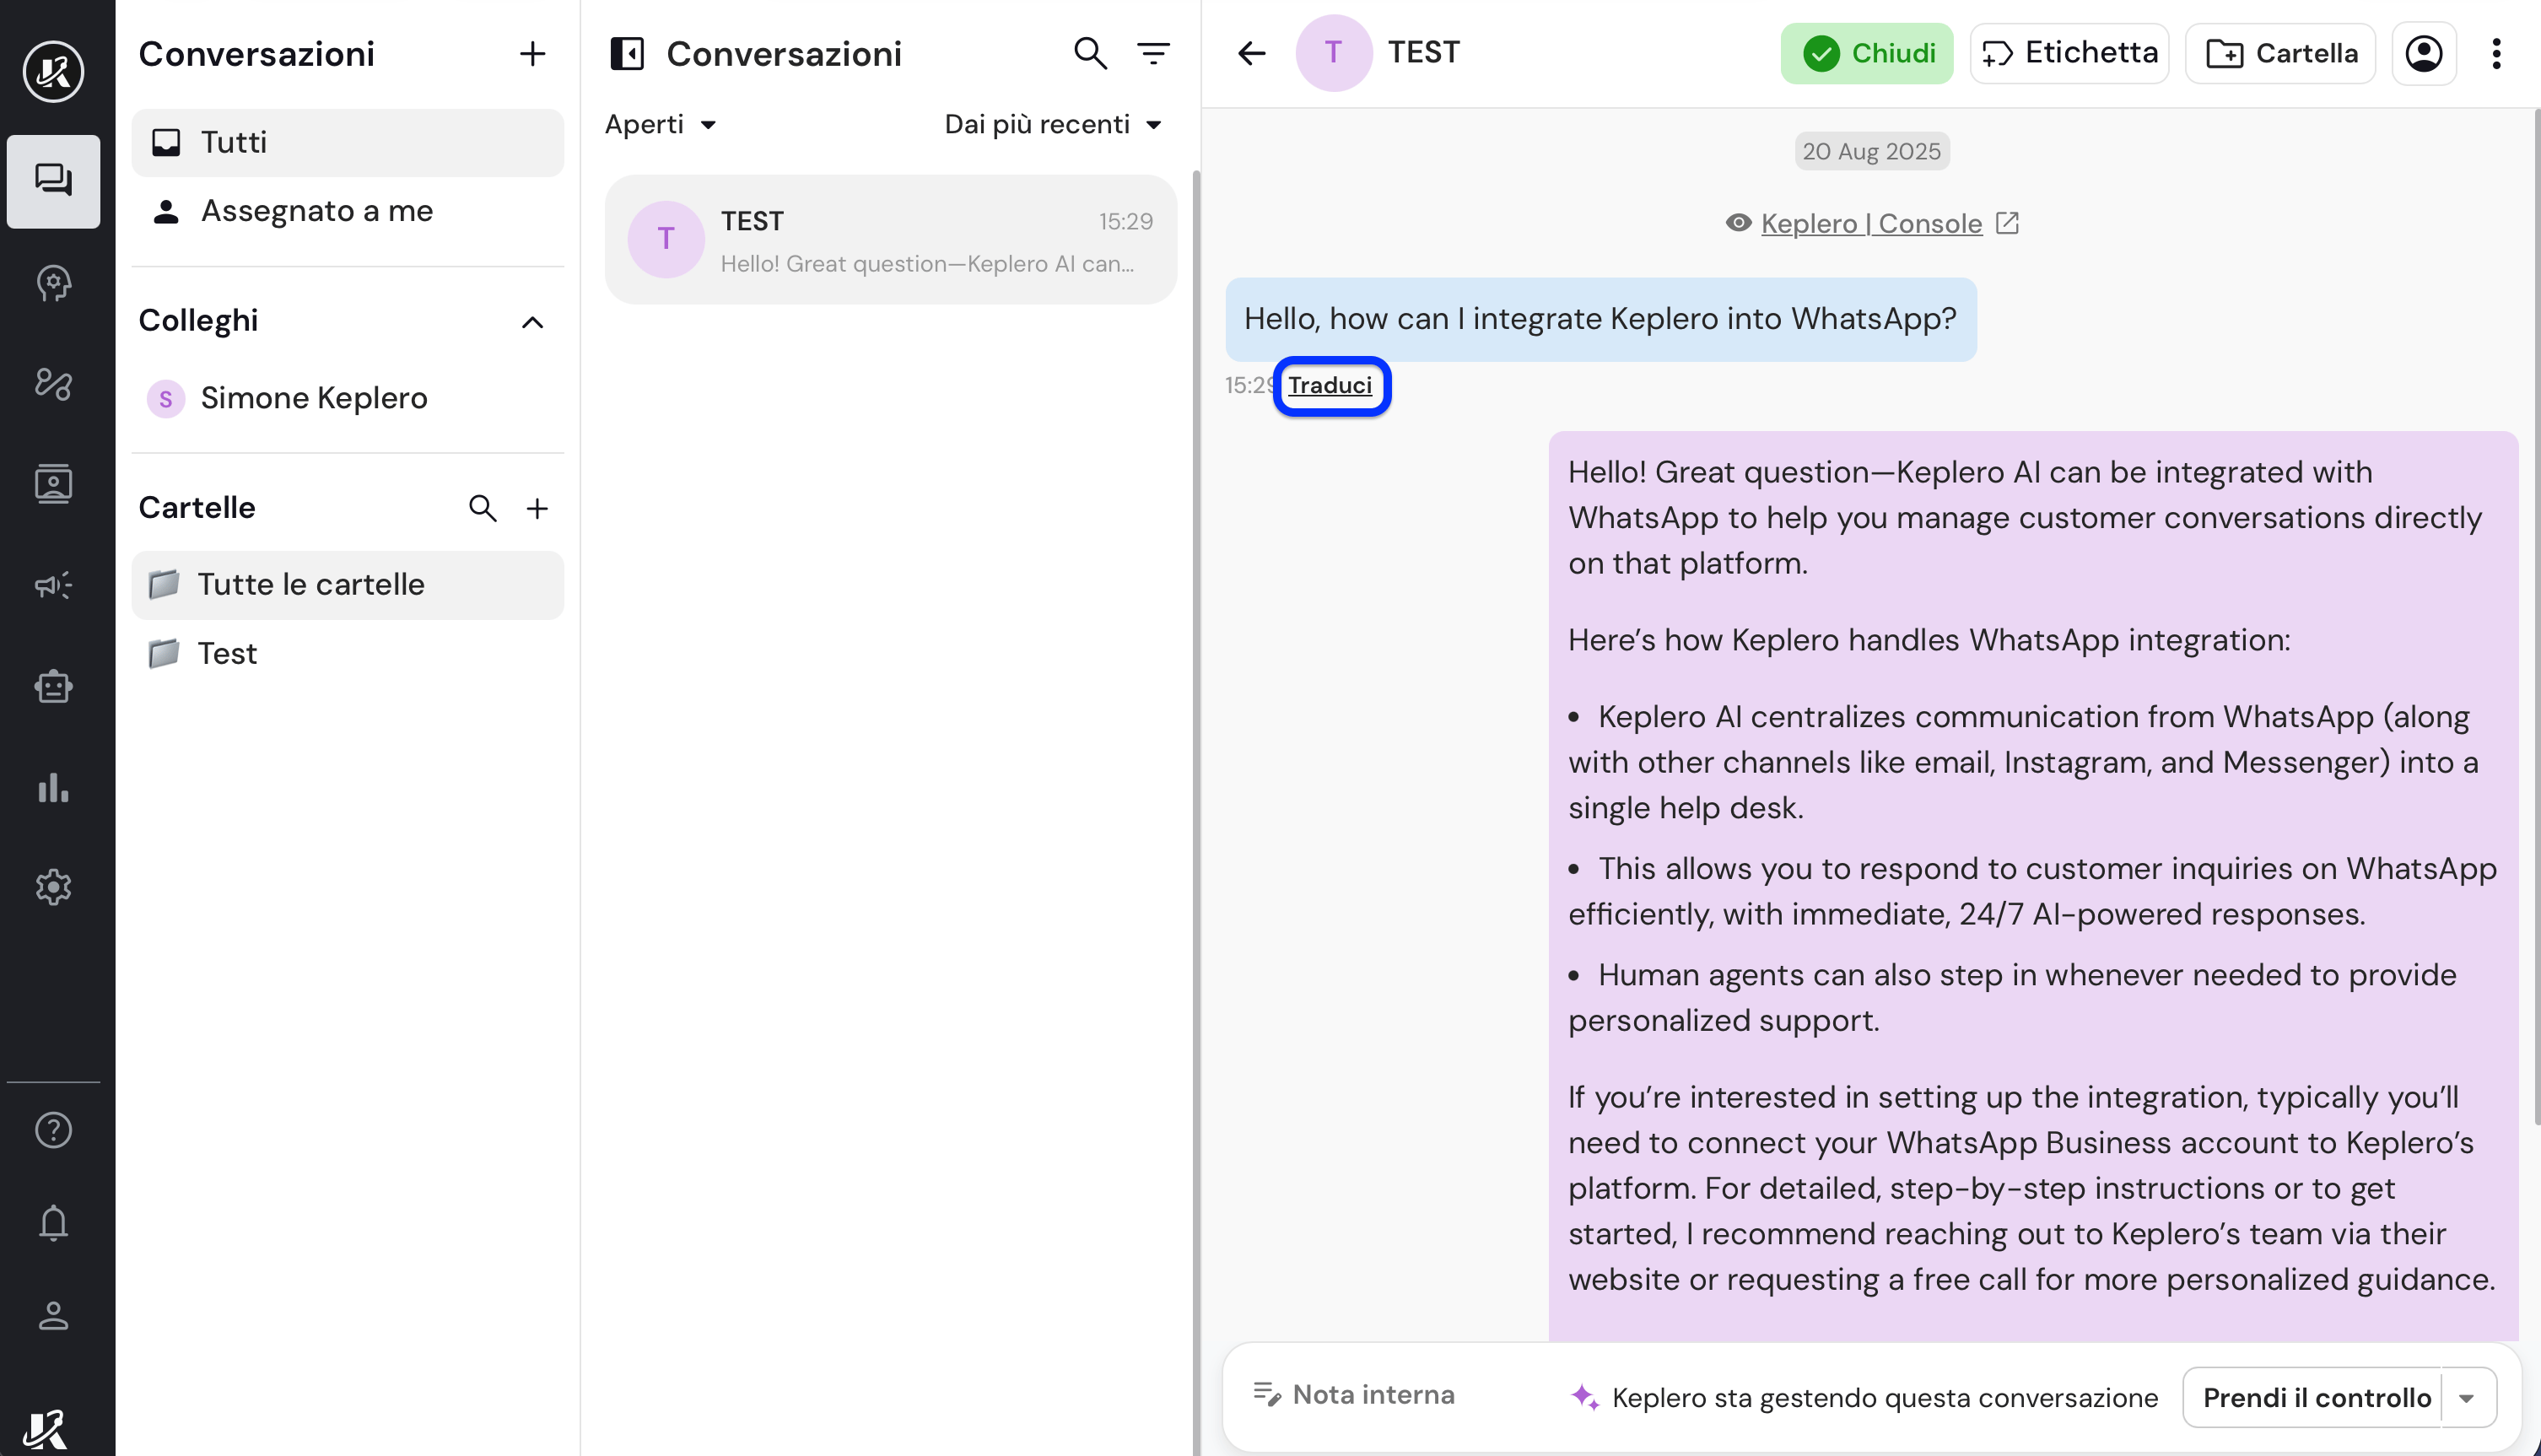 Conversazioni
Tutti
Assegnato a me
Colleghi
S
Simone Keplero
Cartelle
Tutte le cartelle
Test
Conversazioni
Aperti
Dai più recenti
T
TEST
15:29
Hello! Great question—Keplero AI can...
T
TEST
Chiudi
Etichetta
Cartella
20 Aug 2025
Keplero | Console
Hello, how can I integrate Keplero into WhatsApp?
15:29
Traduci
Hello! Great question—Keplero AI can be integrated with
WhatsApp to help you manage customer conversations directly
on that platform.
Here’s how Keplero handles WhatsApp integration:
• Keplero AI centralizes communication from WhatsApp (along
with other channels like email, Instagram, and Messenger) into a
single help desk.
• This allows you to respond to customer inquiries on WhatsApp
efficiently, with immediate, 24/7 AI-powered responses.
• Human agents can also step in whenever needed to provide
personalized support.
If you’re interested in setting up the integration, typically you’ll
need to connect your WhatsApp Business account to Keplero’s
platform. For detailed, step-by-step instructions or to get
started, I recommend reaching out to Keplero’s team via their
website or requesting a free call for more personalized guidance.
Nota interna
Keplero sta gestendo questa conversazione
Prendi il controllo